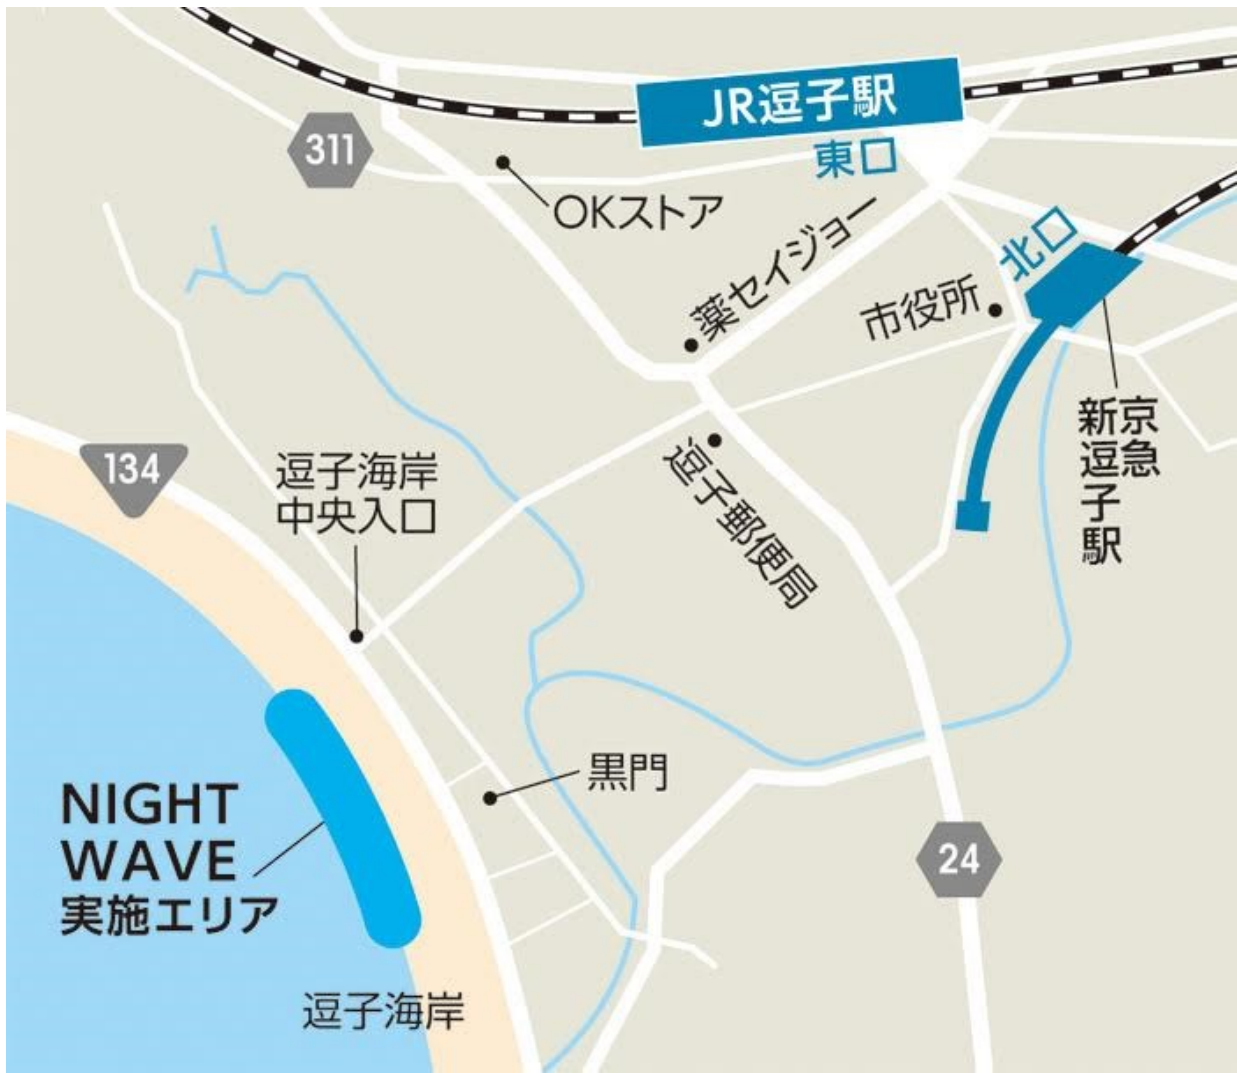 JR逗子駅
東口
311
OKストア
薬セイジョー
北口
市役所
京急
新逗子駅
134
逗子海岸
中央入口
逗子郵便局
黒門
NIGHT
WAVE
実施エリア
24
逗子海岸